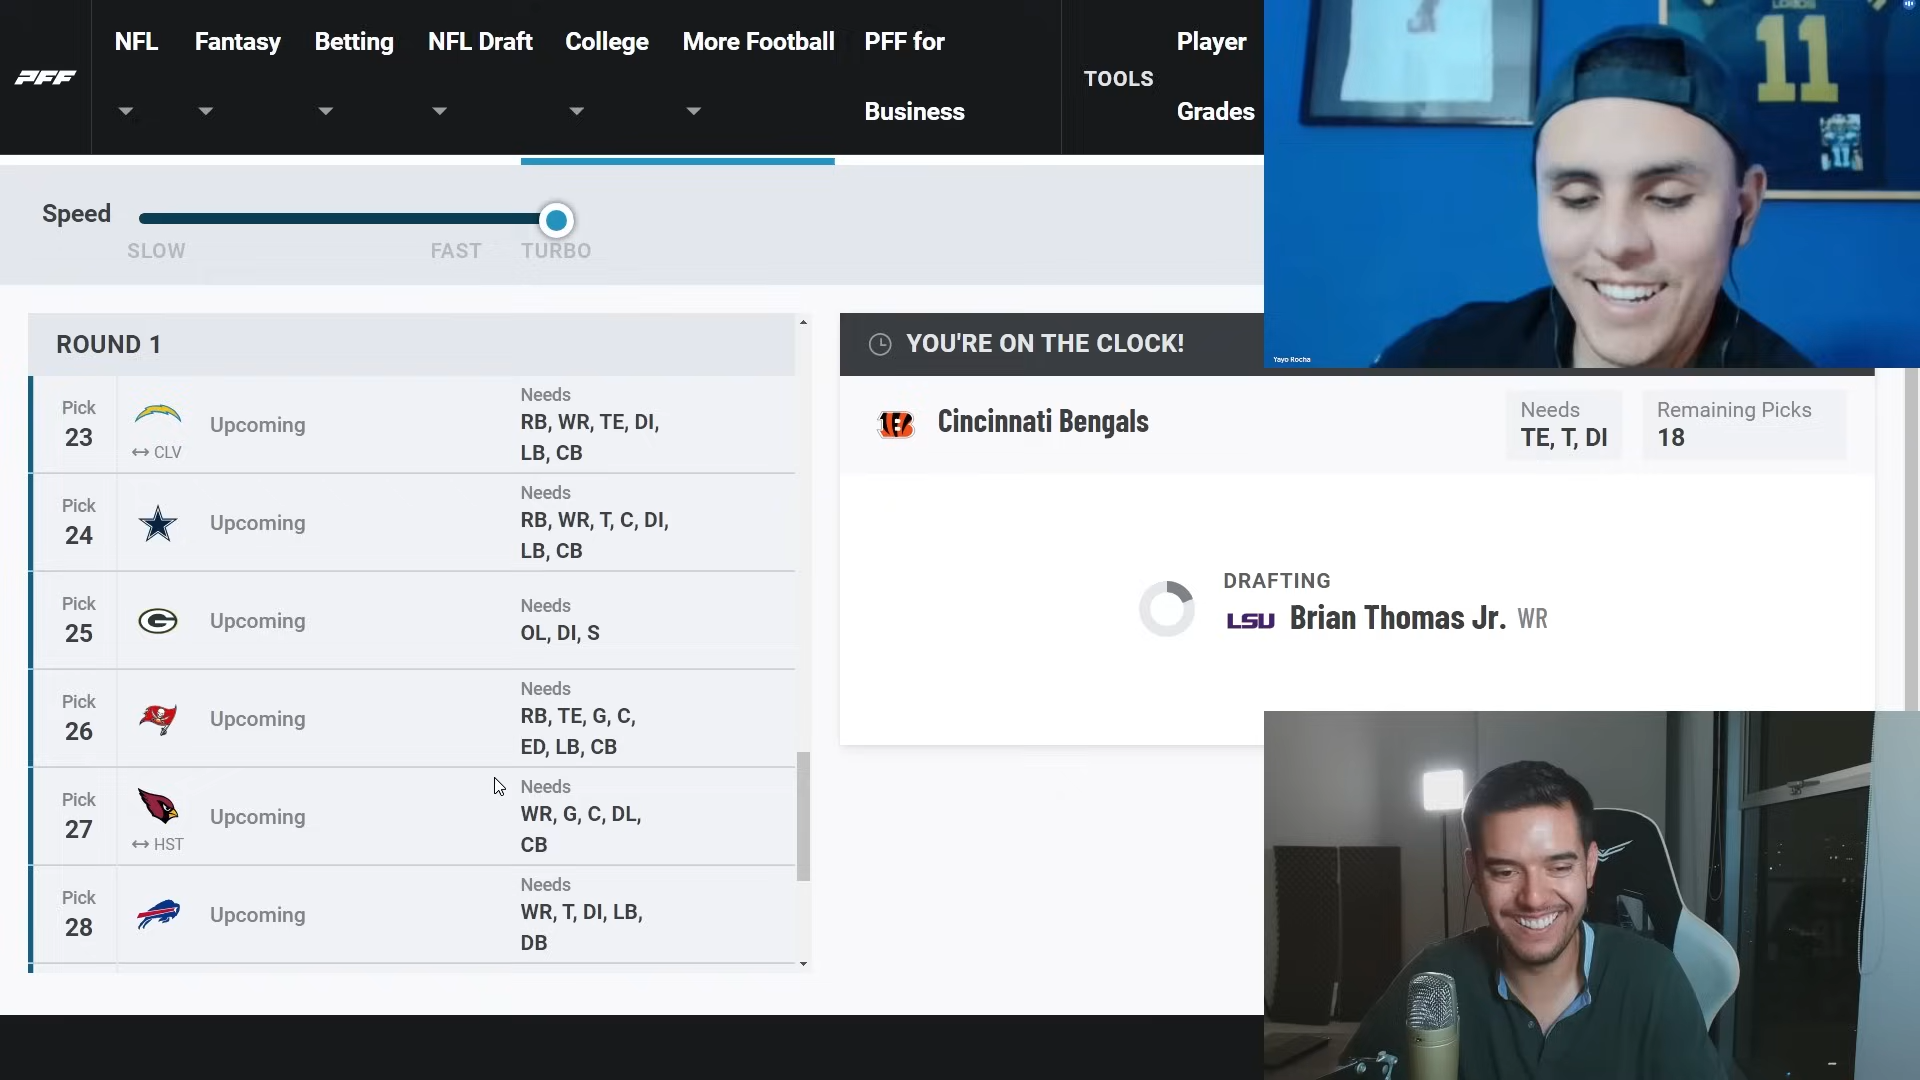 PFF
NFL
Fantasy
Betting
NFL Draft
College
More Football
PFF for
Business
TOOLS
Player
Grades
LOBOS
11
11
Yayo Rocha
Speed
SLOW
FAST
TURBO
ROUND 1
Pick
23
CLV
Upcoming
Needs
RB, WR, TE, DI,
LB, CB
Pick
24
Upcoming
Needs
RB, WR, T, C, DI,
LB, CB
Pick
25
G
Upcoming
Needs
OL, DI, S
Pick
26
Upcoming
Needs
RB, TE, G, C,
ED, LB, CB
Pick
27
HST
Upcoming
Needs
WR, G, C, DL,
CB
Pick
28
Upcoming
Needs
WR, T, DI, LB,
DB
YOU'RE ON THE CLOCK!
B
Cincinnati Bengals
Needs
TE, T, DI
Remaining Picks
18
DRAFTING
LSU Brian Thomas Jr. WR